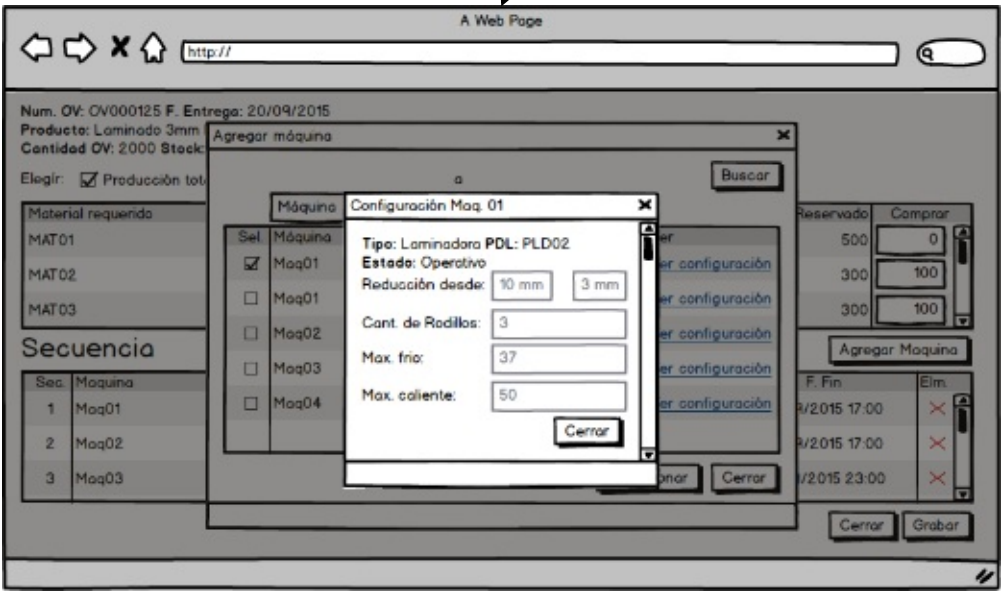 A Web Page
http://
Num. OV: OV000125 F. Entrega: 20/09/2015
Producto: Laminado 3mm
Cantidad OV: 2000 Stock:
Elegir: Producción tot
Agregar máquina
a
Buscar
Máquina
Configuración Maq. 01
Tipo: Laminadora PDL: PLD02
Estado: Operativo
Reducción desde: 10 mm 3 mm
Cant. de Rodillos: 3
Max. frio: 37
Max. caliente: 50
Cerrar
Sel. Máquina er
Maq01 er configuración
Maq01 er configuración
Maq02 er configuración
Maq03 er configuración
Maq04 er configuración
onar Cerrar
Material requerido Reservado Comprar
MAT01 500 0
MAT02 300 100
MAT03 300 100
Secuencia
Agregar Maquina
Sec. Maquina F. Fin Elm.
1 Maq01 9/2015 17:00
2 Maq02 9/2015 17:00
3 Maq03 /2015 23:00
Cerrar Grabar